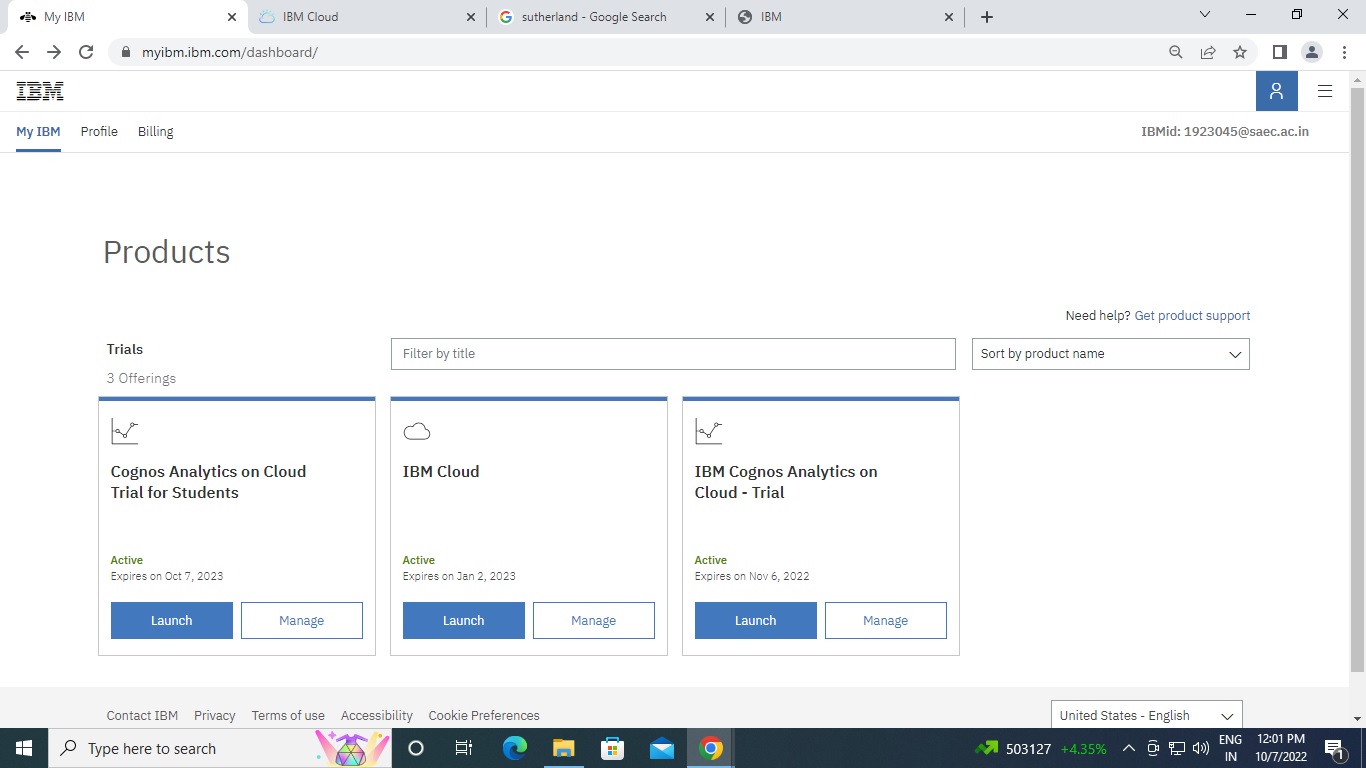 My IBM
IBM Cloud
sutherland - Google Search
IBM
myibm.ibm.com/dashboard/
IBM
My IBM Profile Billing IBMid: 1923045@saec.ac.in
Products
Need help? Get product support
Trials
Filter by title
Sort by product name
3 Offerings
Cognos Analytics on Cloud
Trial for Students
Active
Expires on Oct 7, 2023
Launch Manage
IBM Cloud
Active
Expires on Jan 2, 2023
Launch Manage
IBM Cognos Analytics on
Cloud - Trial
Active
Expires on Nov 6, 2022
Launch Manage
Contact IBM Privacy Terms of use Accessibility Cookie Preferences
United States - English
Type here to search
503127 +4.35%
ENG
IN
12:01 PM
10/7/2022
1